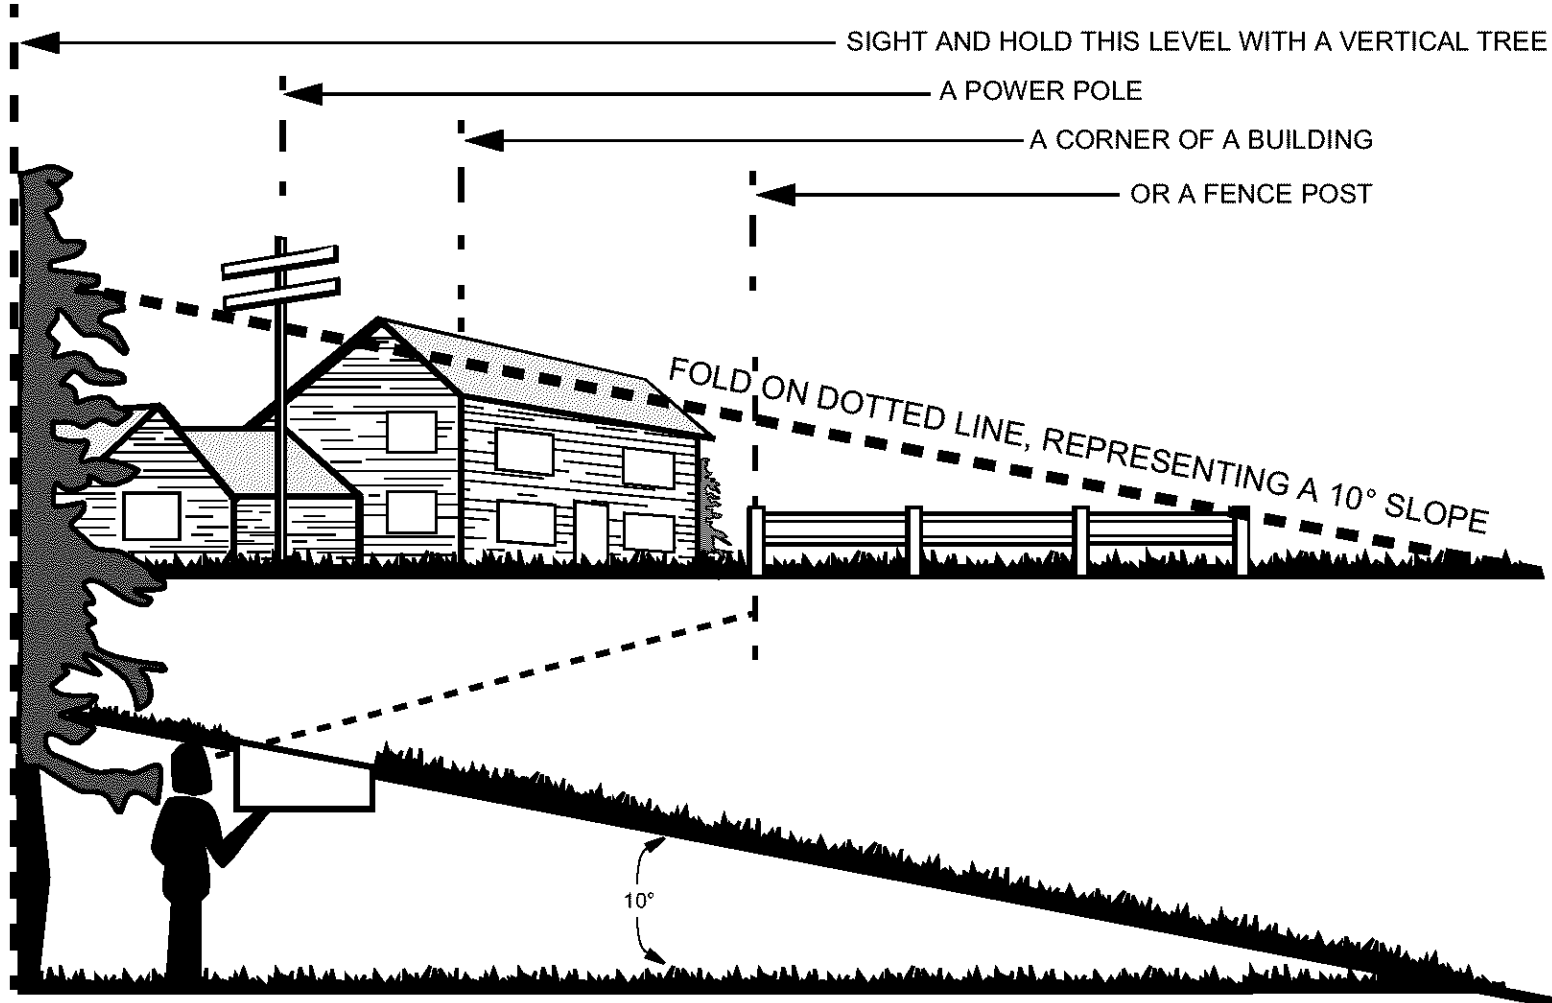 SIGHT AND HOLD THIS LEVEL WITH A VERTICAL TREE
A POWER POLE
A CORNER OF A BUILDING
OR A FENCE POST
FOLD ON DOTTED LINE, REPRESENTING A 10° SLOPE
10°